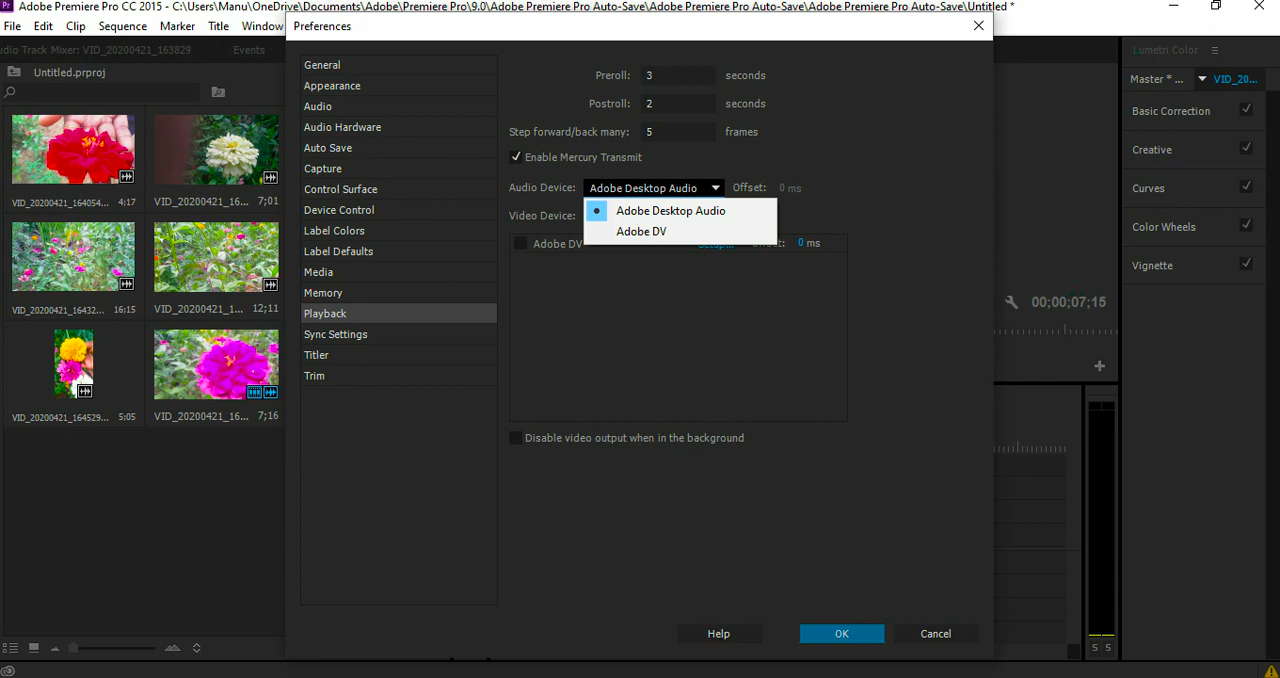 Pr Adobe Premiere Pro CC 2015 - C:\Users\Manu\OneDrive\Documents\Adobe\Premiere Pro\9.0\Adobe Premiere Pro Auto-Save\Adobe Premiere Pro Auto-Save\Adobe Premiere Pro Auto-Save\Untitled *
File Edit Clip Sequence Marker Title Window
Preferences
udio Track Mixer: VID_20200421_163829 Events
Untitled.prproj
VID_20200421_164054... 4;17
VID_20200421_16... 7;01
VID_20200421_16432... 16:15
VID_20200421_1... 12;11
VID_20200421_164529... 5;05
VID_20200421_16... 7;16
General
Appearance
Audio
Audio Hardware
Auto Save
Capture
Control Surface
Device Control
Label Colors
Label Defaults
Media
Memory
Playback
Sync Settings
Titler
Trim
Preroll: 3 seconds
Postroll: 2 seconds
Step forward/back many: 5 frames
Enable Mercury Transmit
Audio Device: Adobe Desktop Audio Offset: 0 ms
Adobe Desktop Audio
Adobe DV
Video Device:
Adobe DV 0 ms
Disable video output when in the background
Help OK Cancel
Lumetri Color
Master * ... VID_20...
Basic Correction
Creative
Curves
Color Wheels
Vignette
00;00;07;15
S S